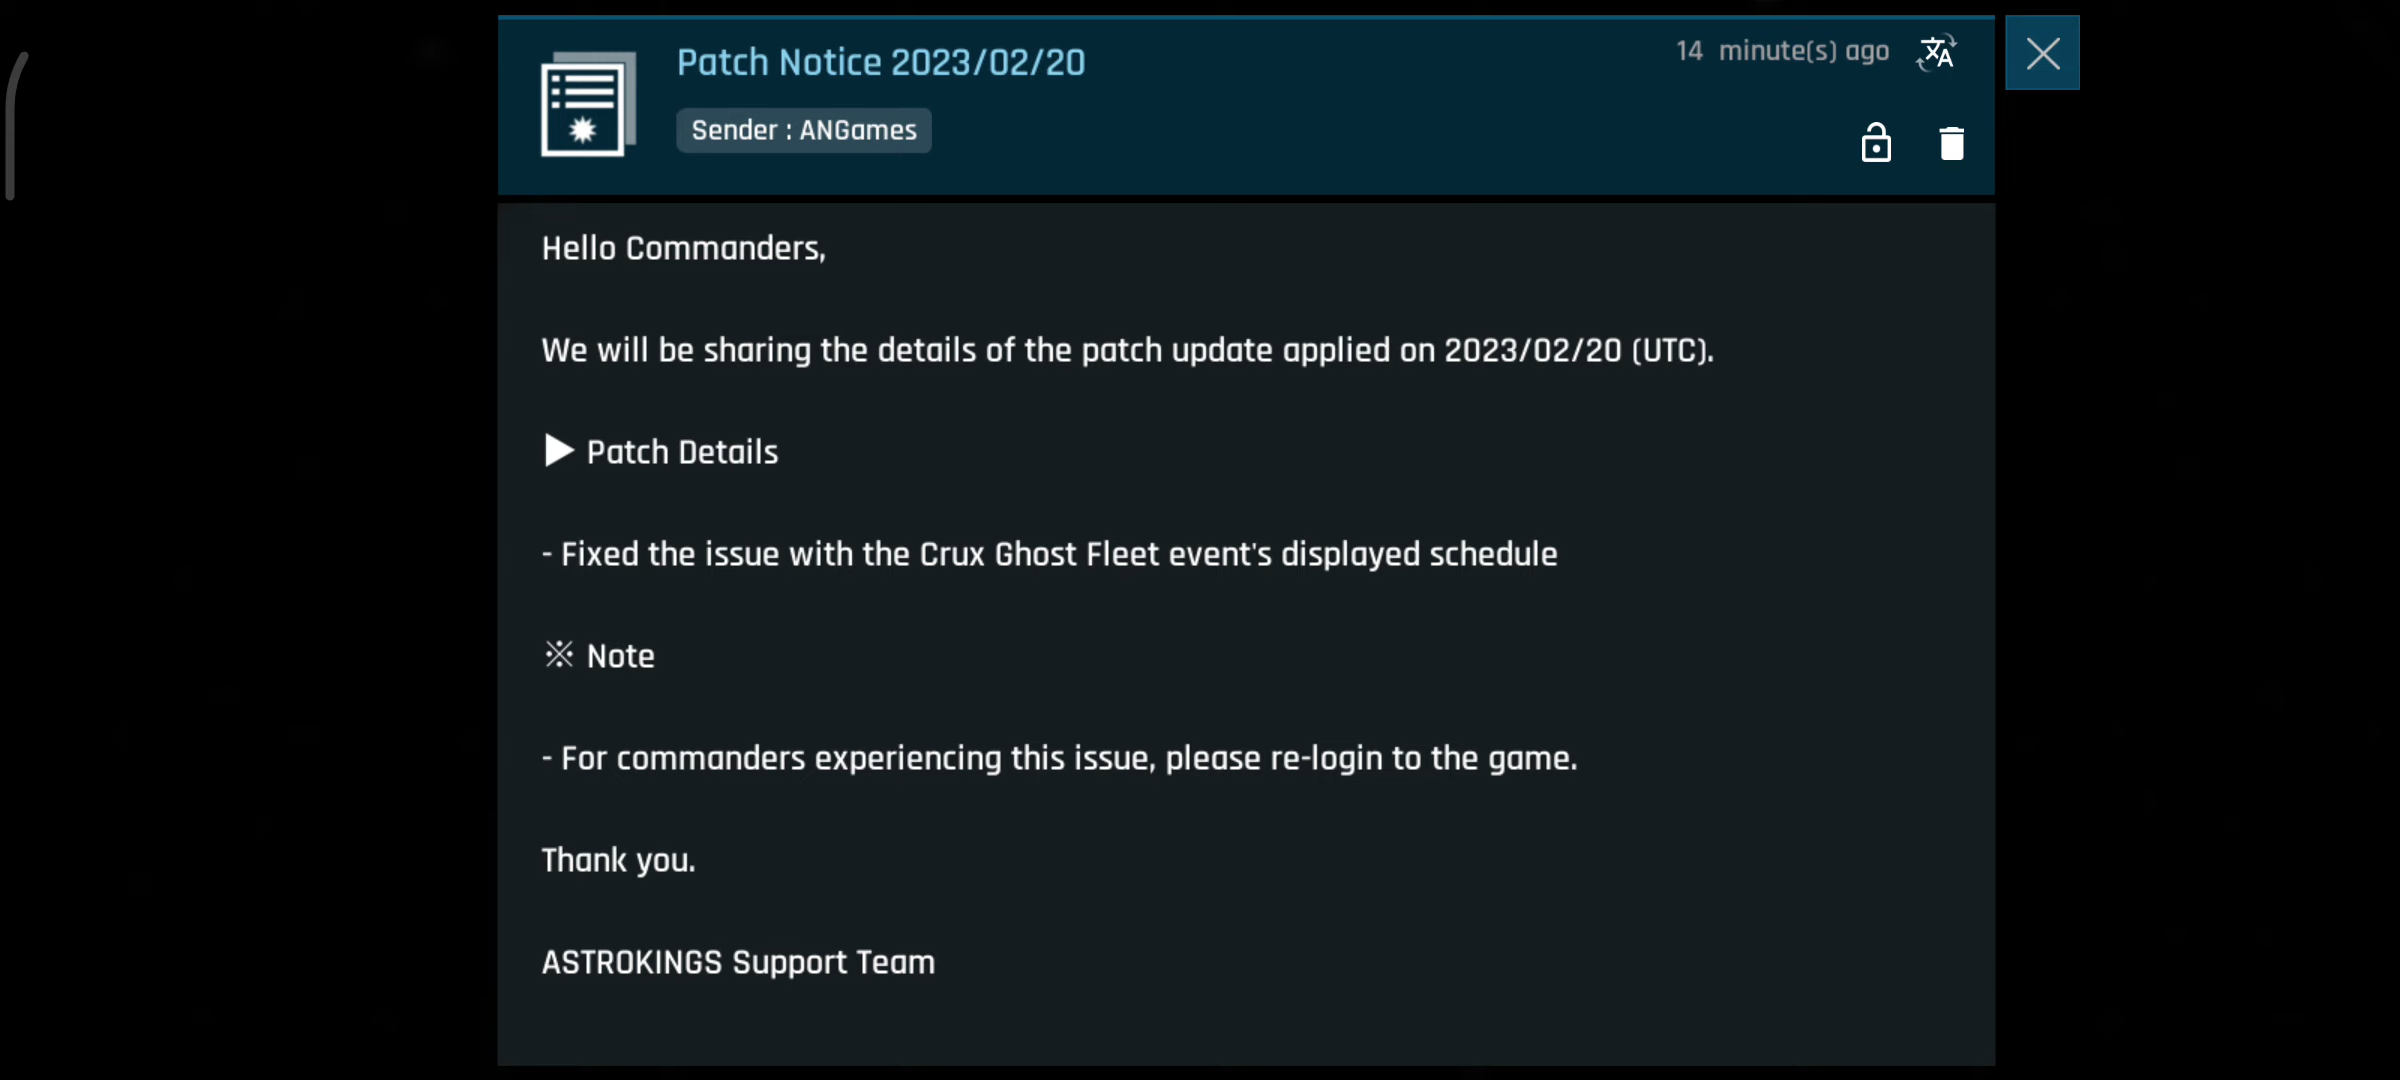 Patch Notice 2023/02/20
14 minute(s) ago
Sender : ANGames
Hello Commanders,
We will be sharing the details of the patch update applied on 2023/02/20 (UTC).
▶ Patch Details
- Fixed the issue with the Crux Ghost Fleet event's displayed schedule
※ Note
- For commanders experiencing this issue, please re-login to the game.
Thank you.
ASTROKINGS Support Team